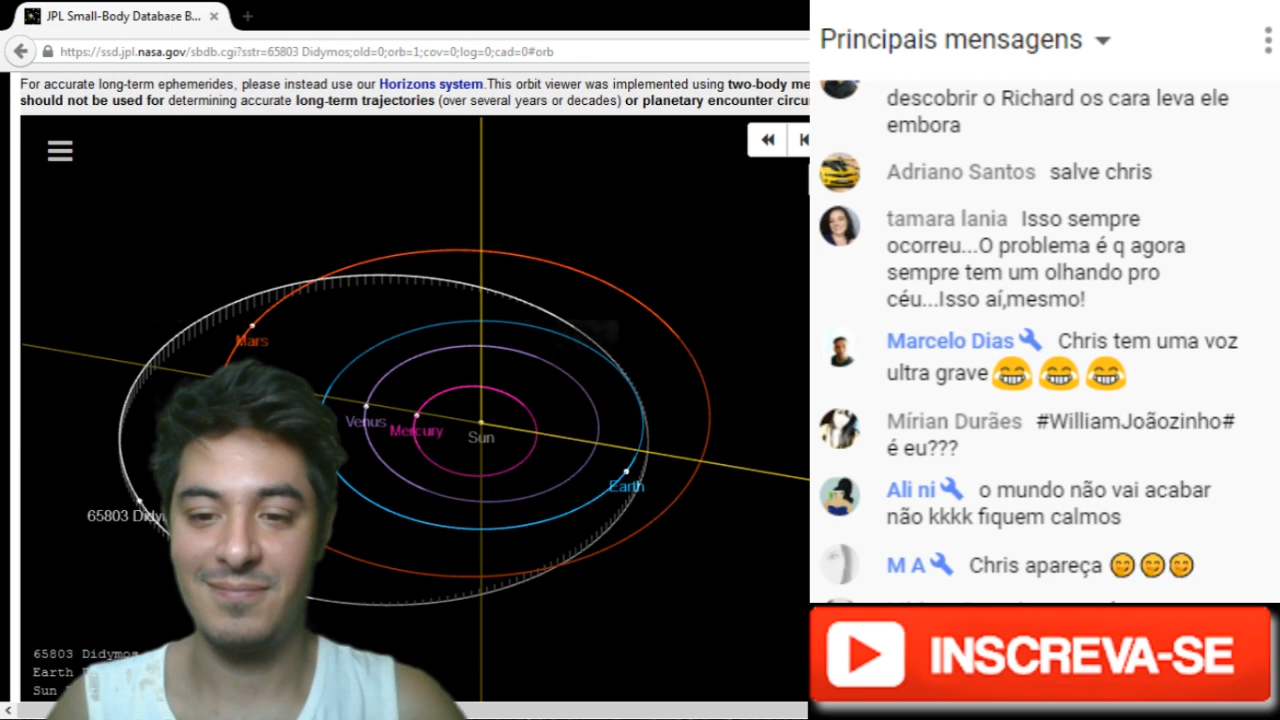 JPL Small-Body Database B...
https://ssd.jpl.nasa.gov/sbdb.cgi?sstr=65803 Didymos;old=0;orb=1;cov=0;log=0;cad=0#orb
For accurate long-term ephemerides, please instead use our Horizons system.This orbit viewer was implemented using two-body me
should not be used for determining accurate long-term trajectories (over several years or decades) or planetary encounter circu
Mars
Venus
Mercury
Sun
Earth
65803 Didy
65803 Didymos
Earth
Sun
Principais mensagens
descobrir o Richard os cara leva ele
embora
Adriano Santos salve chris
tamara lania Isso sempre
ocorreu...O problema é q agora
sempre tem um olhando pro
céu...Isso aí,mesmo!
Marcelo Dias Chris tem uma voz
ultra grave😂😂😂
Mírian Durães #WilliamJoãozinho#
é eu???
Ali ni o mundo não vai acabar
não kkkk fiquem calmos
M A Chris apareça 😋😋😋
INSCREVA-SE